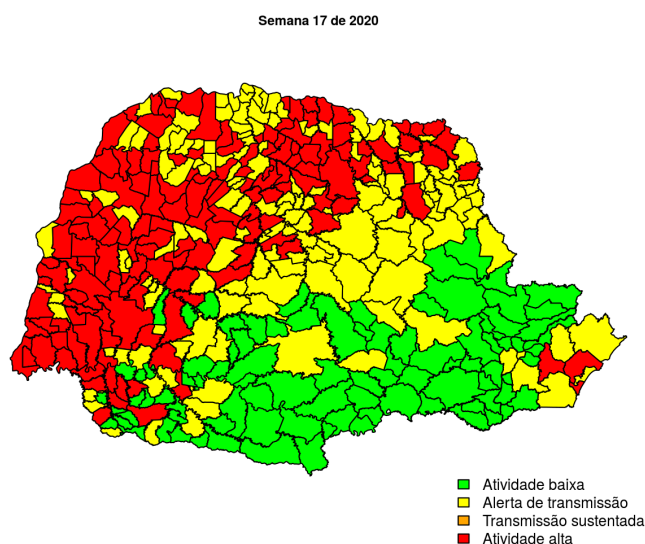 Semana 17 de 2020
Atividade baixa
Alerta de transmissão
Transmissão sustentada
Atividade alta